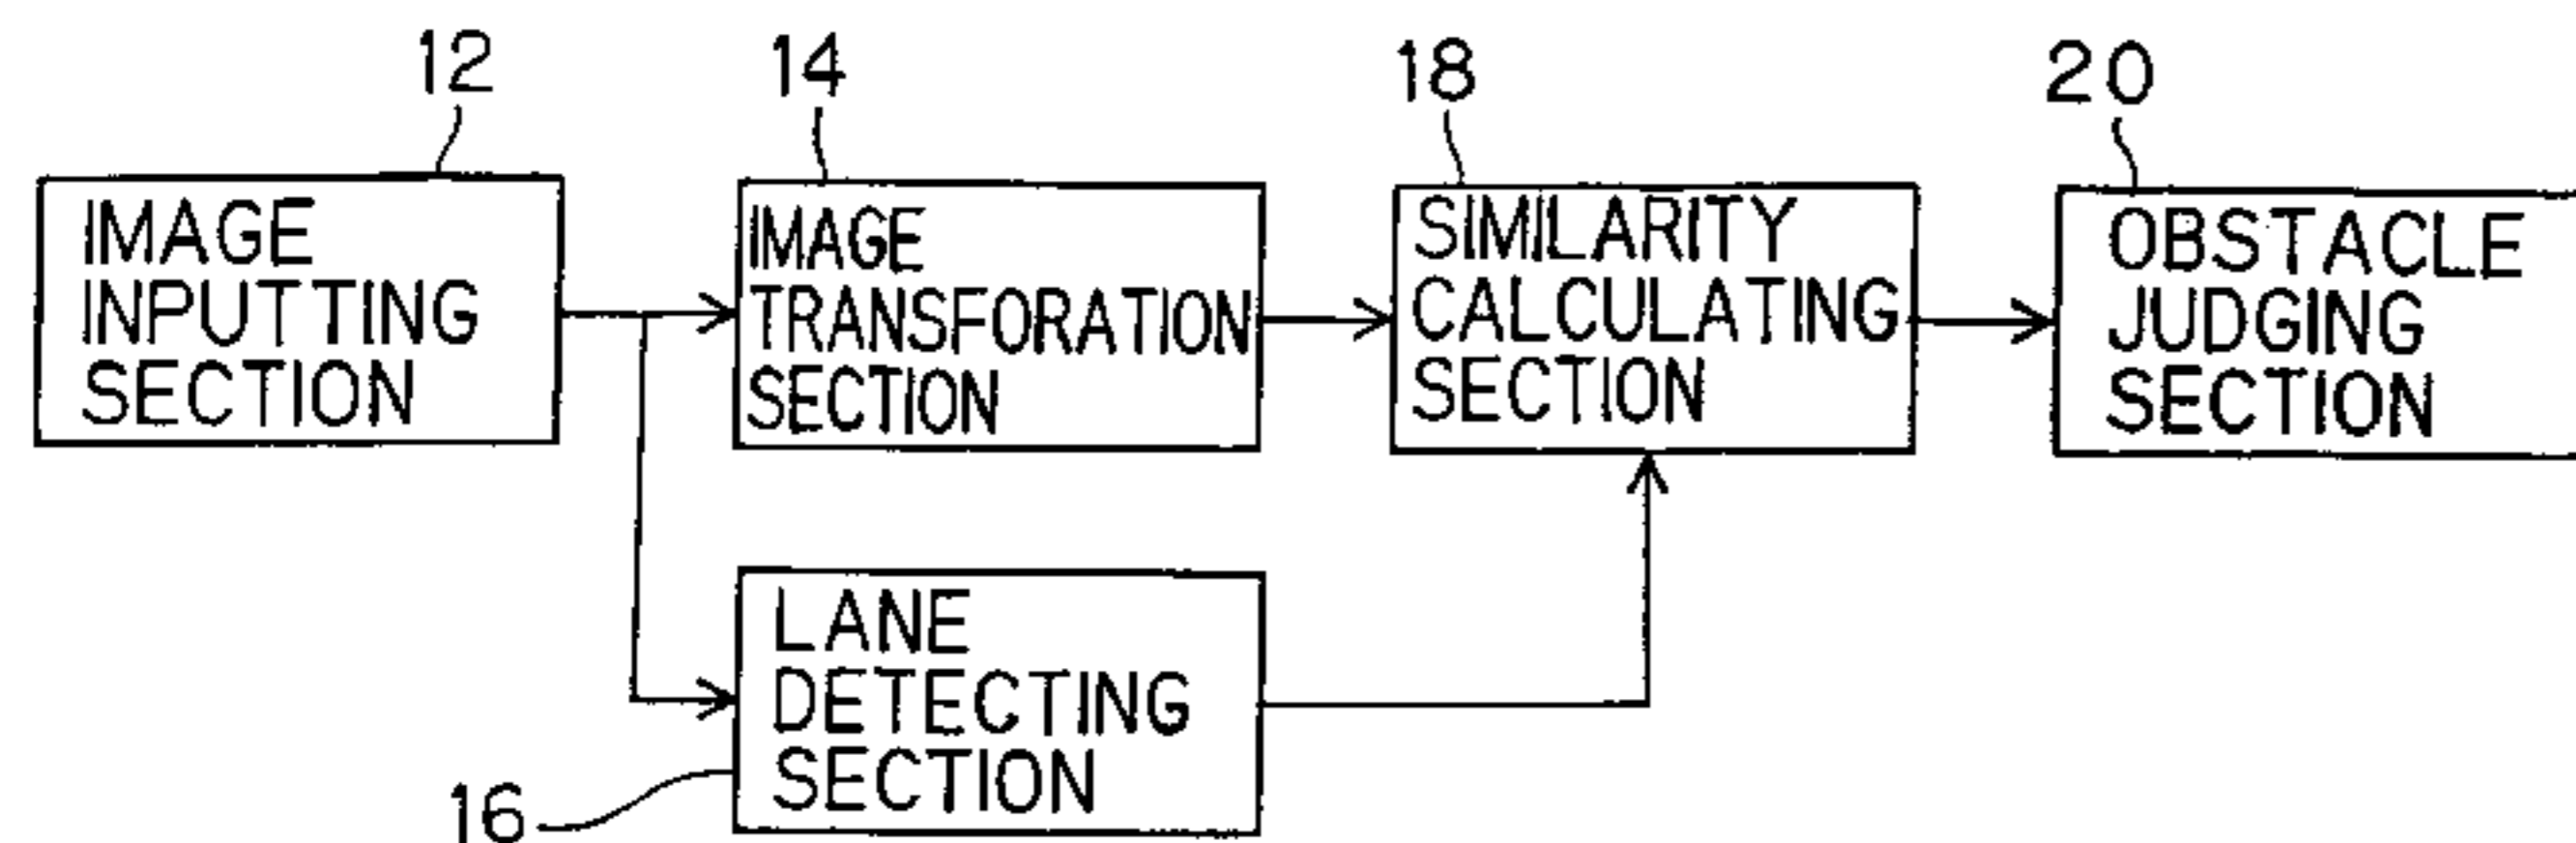 12
IMAGE
INPUTTING
SECTION
14
IMAGE
TRANSFORATION
SECTION
18
SIMILARITY
CALCULATING
SECTION
20
OBSTACLE
JUDGING
SECTION
LANE
DETECTING
SECTION
16